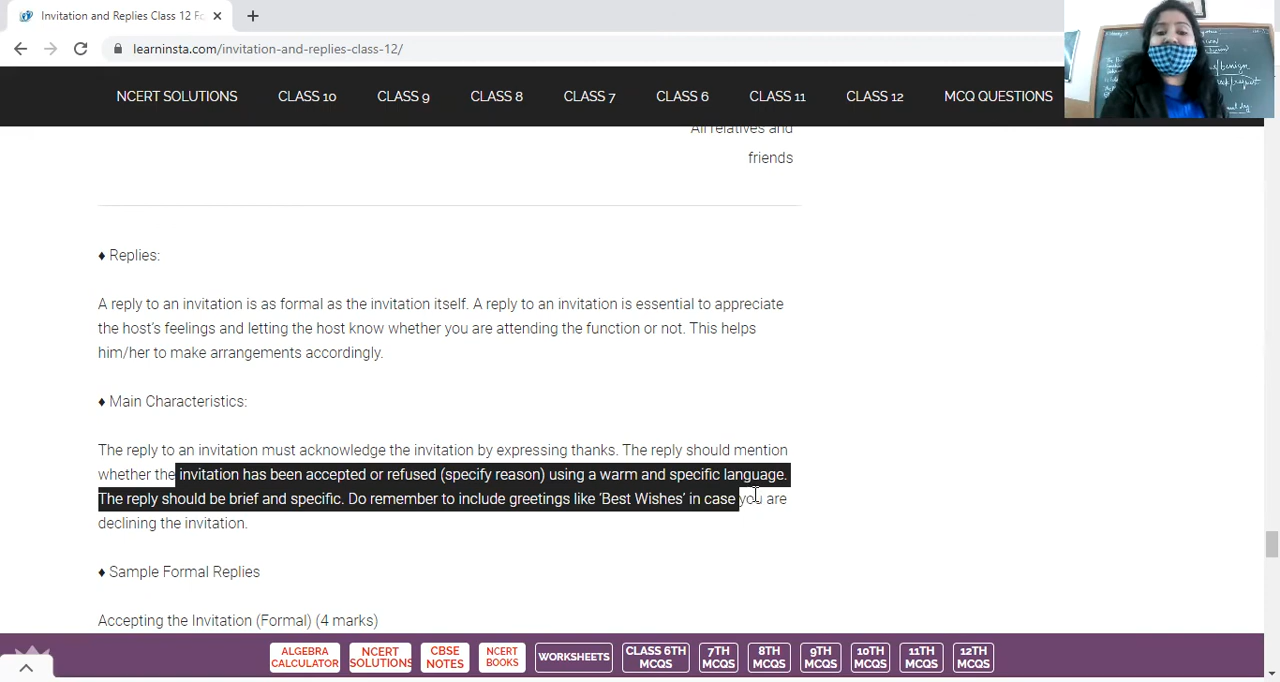 Invitation and Replies Class 12 Fo
learninsta.com/invitation-and-replies-class-12/
NCERT SOLUTIONS CLASS 10 CLASS 9 CLASS 8 CLASS 7 CLASS 6 CLASS 11 CLASS 12 MCQ QUESTIONS
All relatives and
friends
♦ Replies:
A reply to an invitation is as formal as the invitation itself. A reply to an invitation is essential to appreciate
the host's feelings and letting the host know whether you are attending the function or not. This helps
him/her to make arrangements accordingly.
♦ Main Characteristics:
The reply to an invitation must acknowledge the invitation by expressing thanks. The reply should mention
whether the invitation has been accepted or refused (specify reason) using a warm and specific language.
The reply should be brief and specific. Do remember to include greetings like ‘Best Wishes’ in case you are
declining the invitation.
♦ Sample Formal Replies
Accepting the Invitation (Formal) (4 marks)
ALGEBRA CALCULATOR
NCERT SOLUTIONS
CBSE NOTES
NCERT BOOKS
WORKSHEETS
CLASS 6TH MCQS
7TH MCQS
8TH MCQS
9TH MCQS
10TH MCQS
11TH MCQS
12TH MCQS